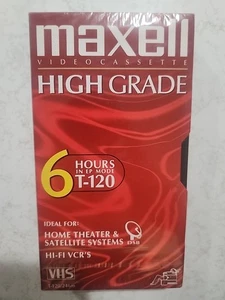 maxell
VIDEOCASSETTE
HIGH GRADE
6 HOURS
IN EP MODE
T-120
IDEAL FOR:
HOME THEATER &
SATELLITE SYSTEMS
HI-FI VCR'S
VHS